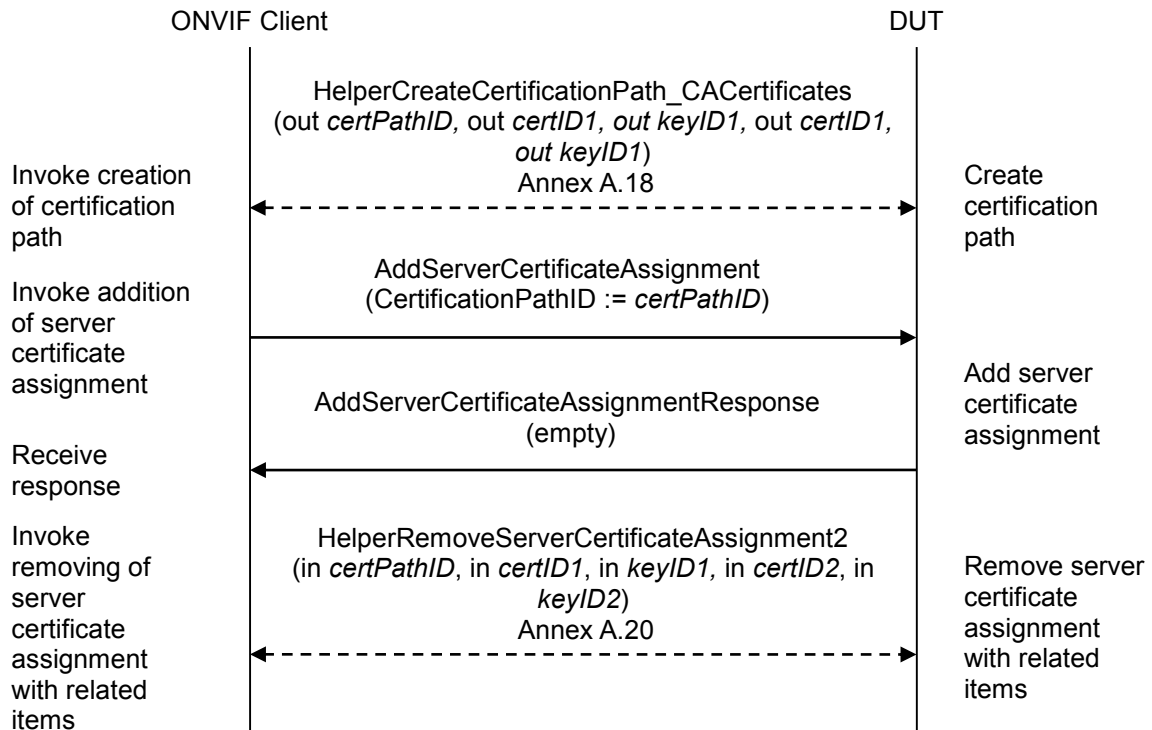 ONVIF Client
DUT
HelperCreateCertificationPath_CACertificates
(out certPathID, out certID1, out keyID1, out certID1,
out keyID1)
Annex A.18
Invoke creation
of certification
path
Create
certification
path
AddServerCertificateAssignment
(CertificationPathID := certPathID)
Invoke addition
of server
certificate
assignment
Add server
certificate
assignment
AddServerCertificateAssignmentResponse
(empty)
Receive
response
Invoke
removing of
server
certificate
assignment
with related
items
HelperRemoveServerCertificateAssignment2
(in certPathID, in certID1, in keyID1, in certID2, in
keyID2)
Annex A.20
Remove server
certificate
assignment
with related
items